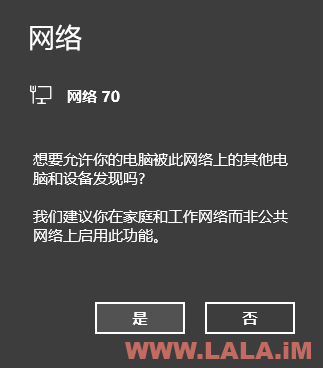 网络
网络 70
想要允许你的电脑被此网络上的其他电
脑和设备发现吗?
我们建议你在家庭和工作网络而非公共
网络上启用此功能。
是
否
WWW.LALA.iM